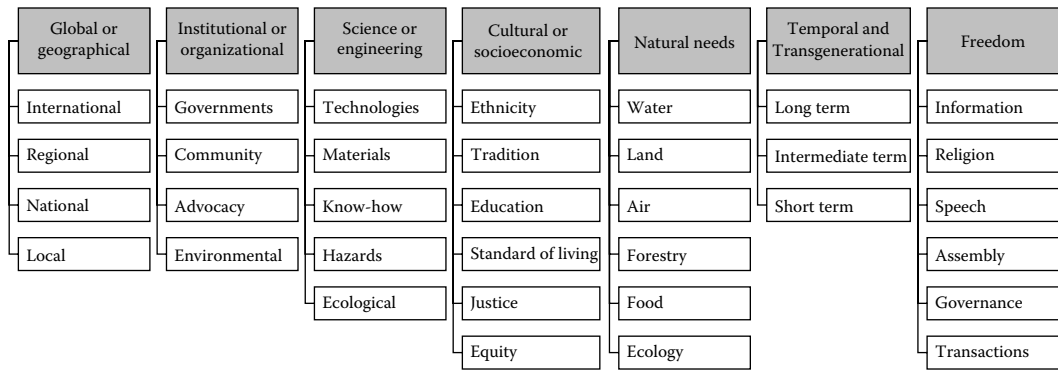 Global or
geographical
International
Regional
National
Local
Institutional or
organizational
Governments
Community
Advocacy
Environmental
Science or
engineering
Technologies
Materials
Know-how
Hazards
Ecological
Cultural or
socioeconomic
Ethnicity
Tradition
Education
Standard of living
Justice
Equity
Natural needs
Water
Land
Air
Forestry
Food
Ecology
Temporal and
Transgenerational
Long term
Intermediate term
Short term
Freedom
Information
Religion
Speech
Assembly
Governance
Transactions